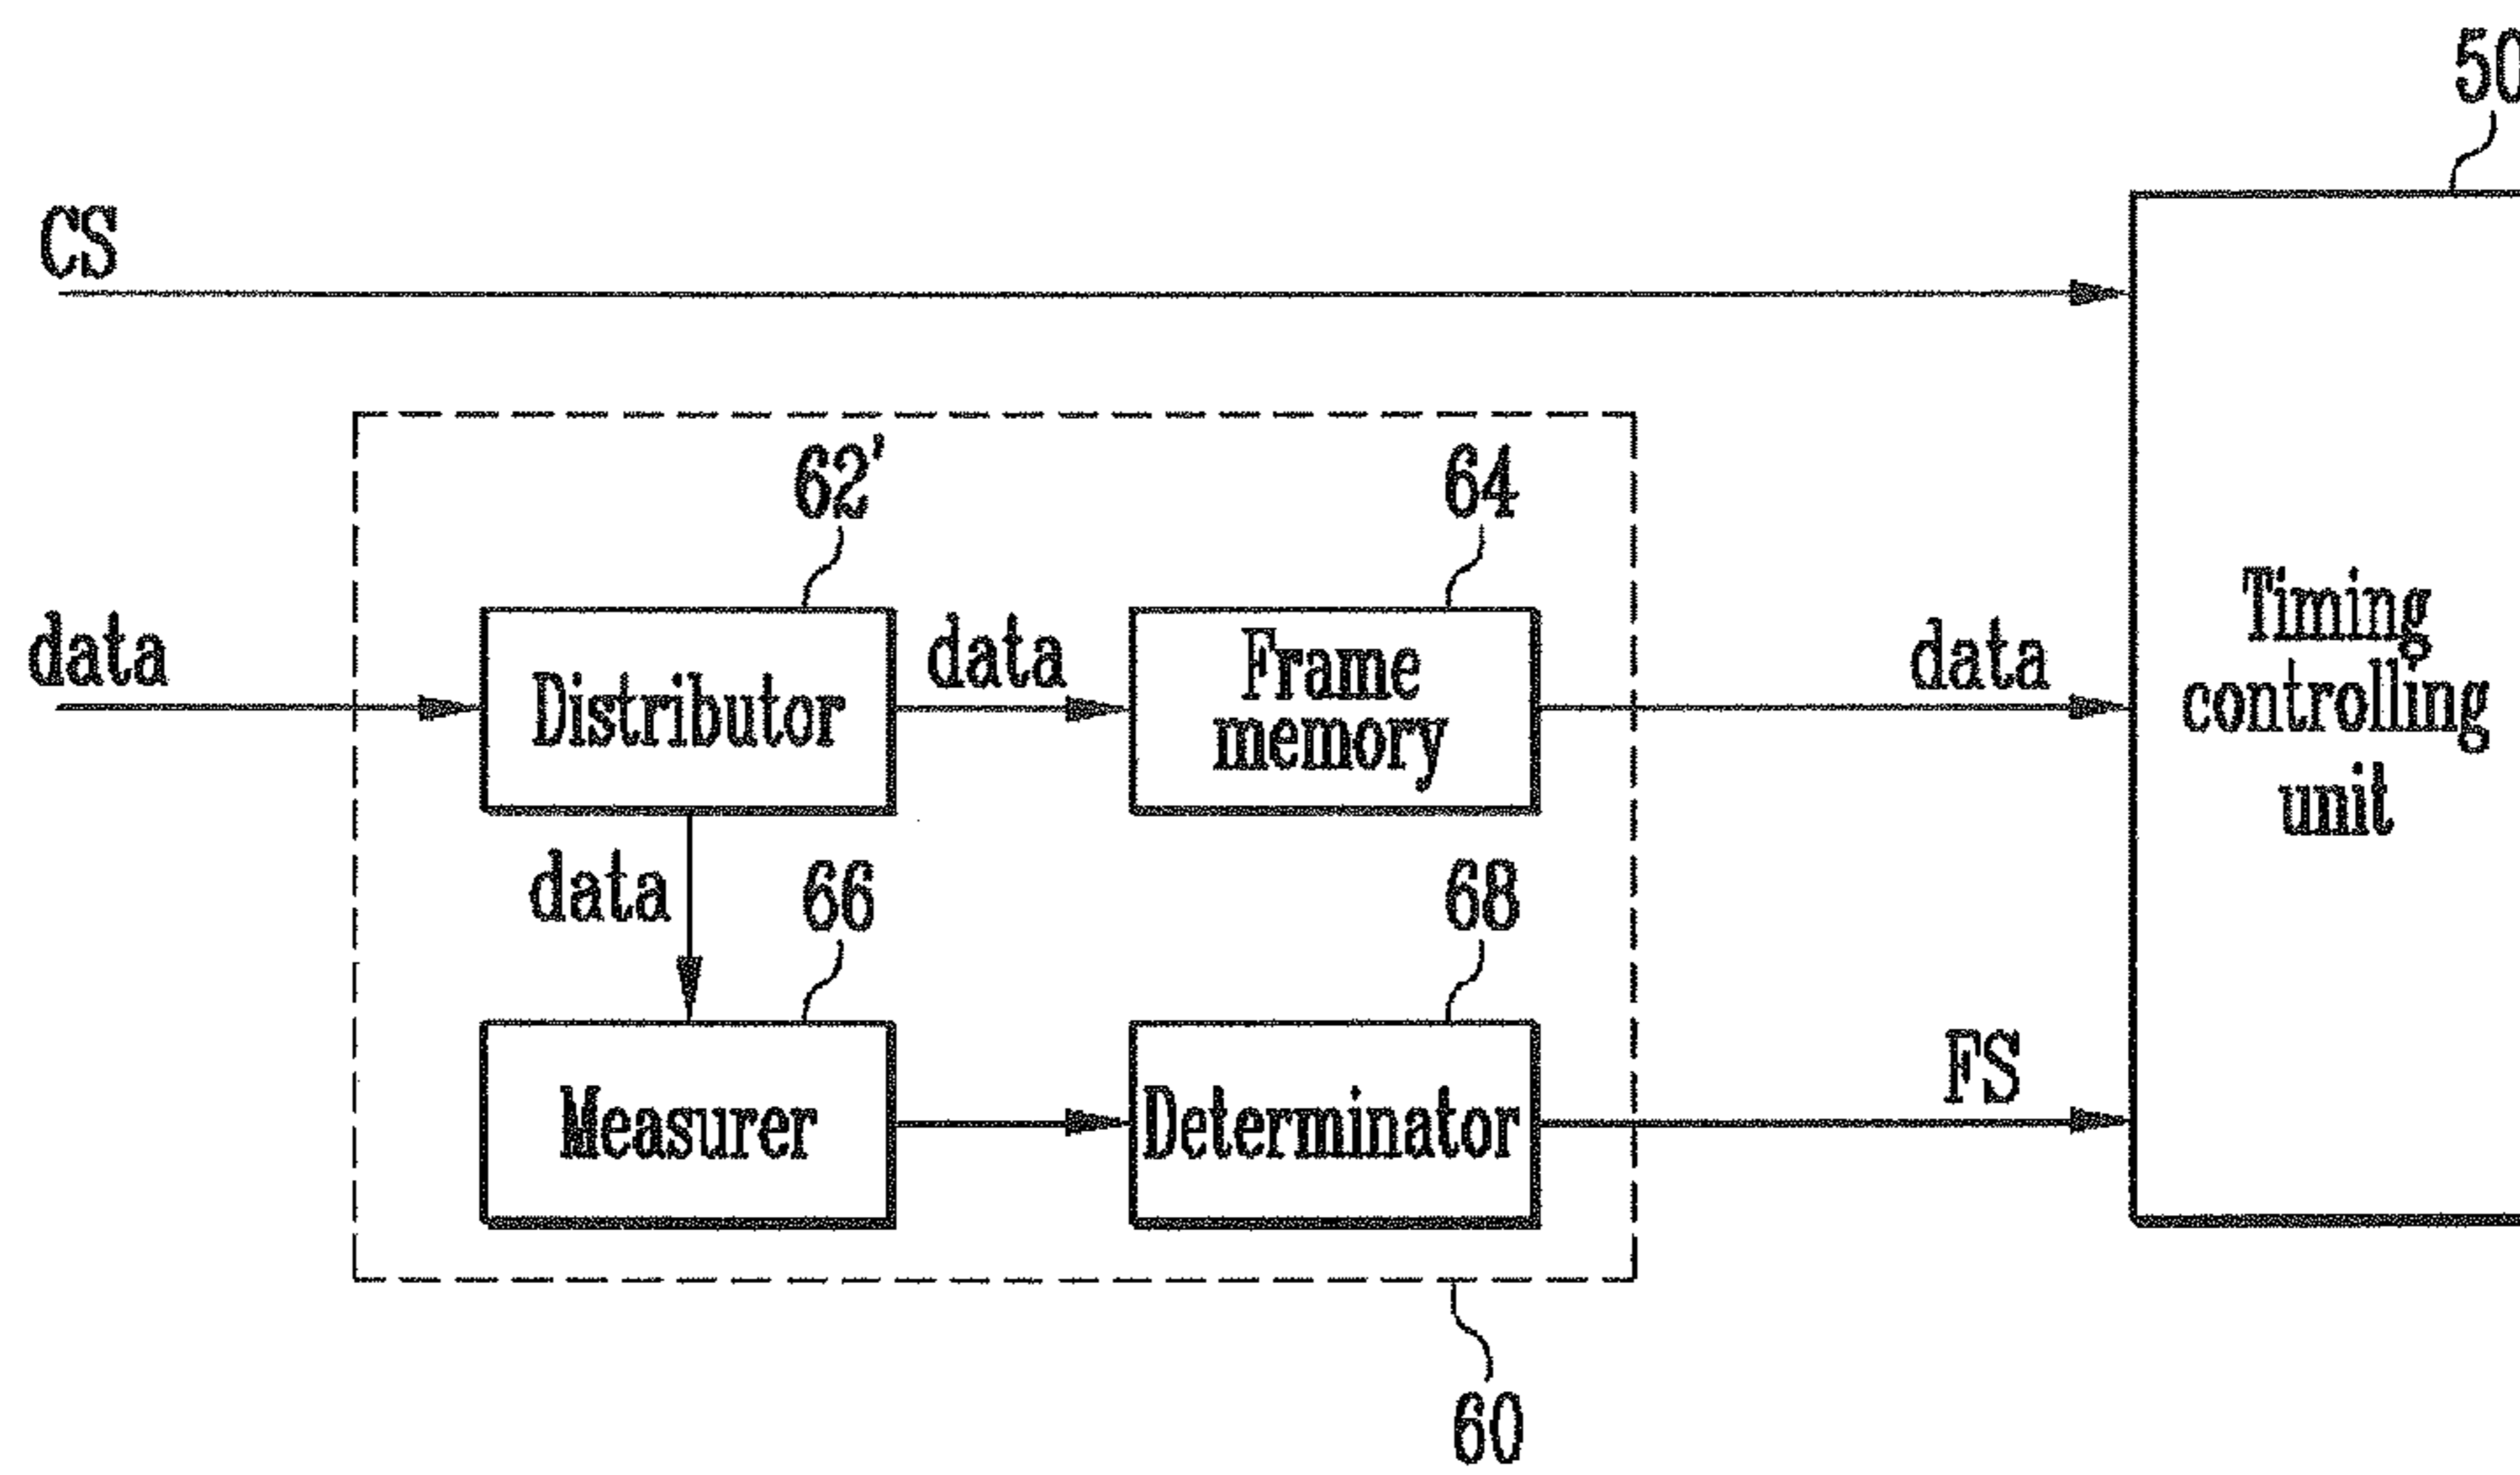 50
CS
62'
64
data
Distributor
data
Frame
memory
data
Timing
controlling
unit
data
66
68
Measurer
Determinator
FS
60